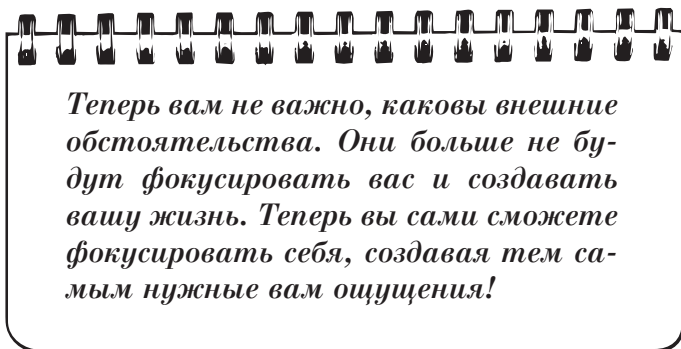 Теперь вам не важно, каковы внешние
обстоятельства. Они больше не бу-
дут фокусировать вас и создавать
вашу жизнь. Теперь вы сами сможете
фокусировать себя, создавая тем са-
мым нужные вам ощущения!